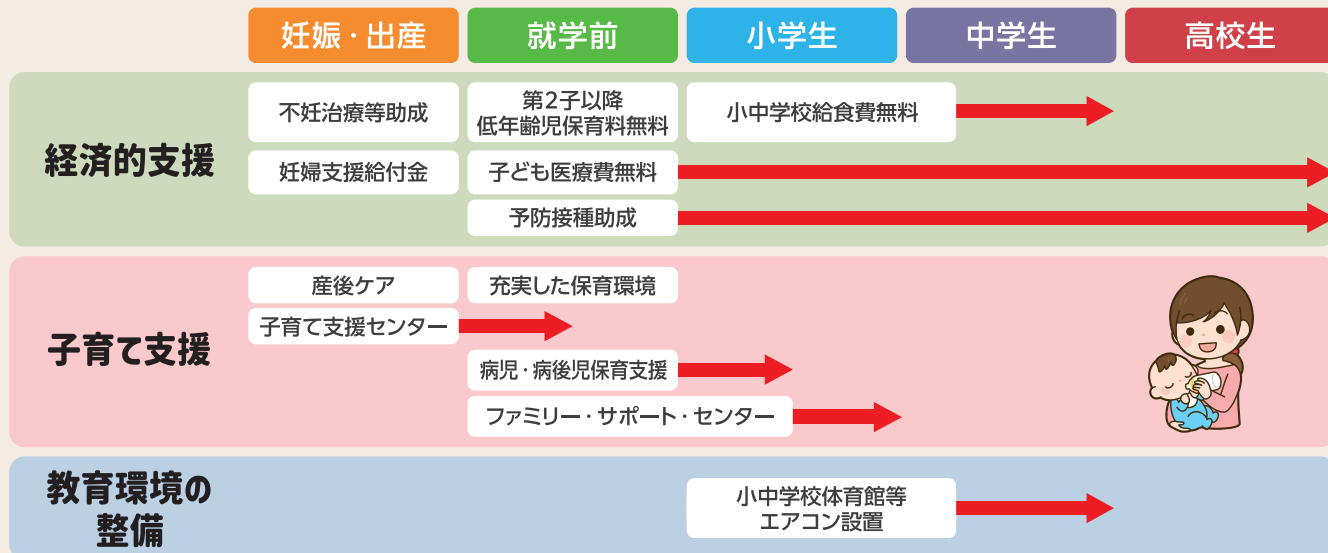 妊娠・出産
就学前
小学生
中学生
高校生
経済的支援
不妊治療等助成
第2子以降
低年齢児保育料無料
小中学校給食費無料
妊婦支援給付金
子ども医療費無料
予防接種助成
子育て支援
産後ケア
充実した保育環境
子育て支援センター
病児・病後児保育支援
ファミリー・サポート・センター
教育環境の
整備
小中学校体育館等
エアコン設置